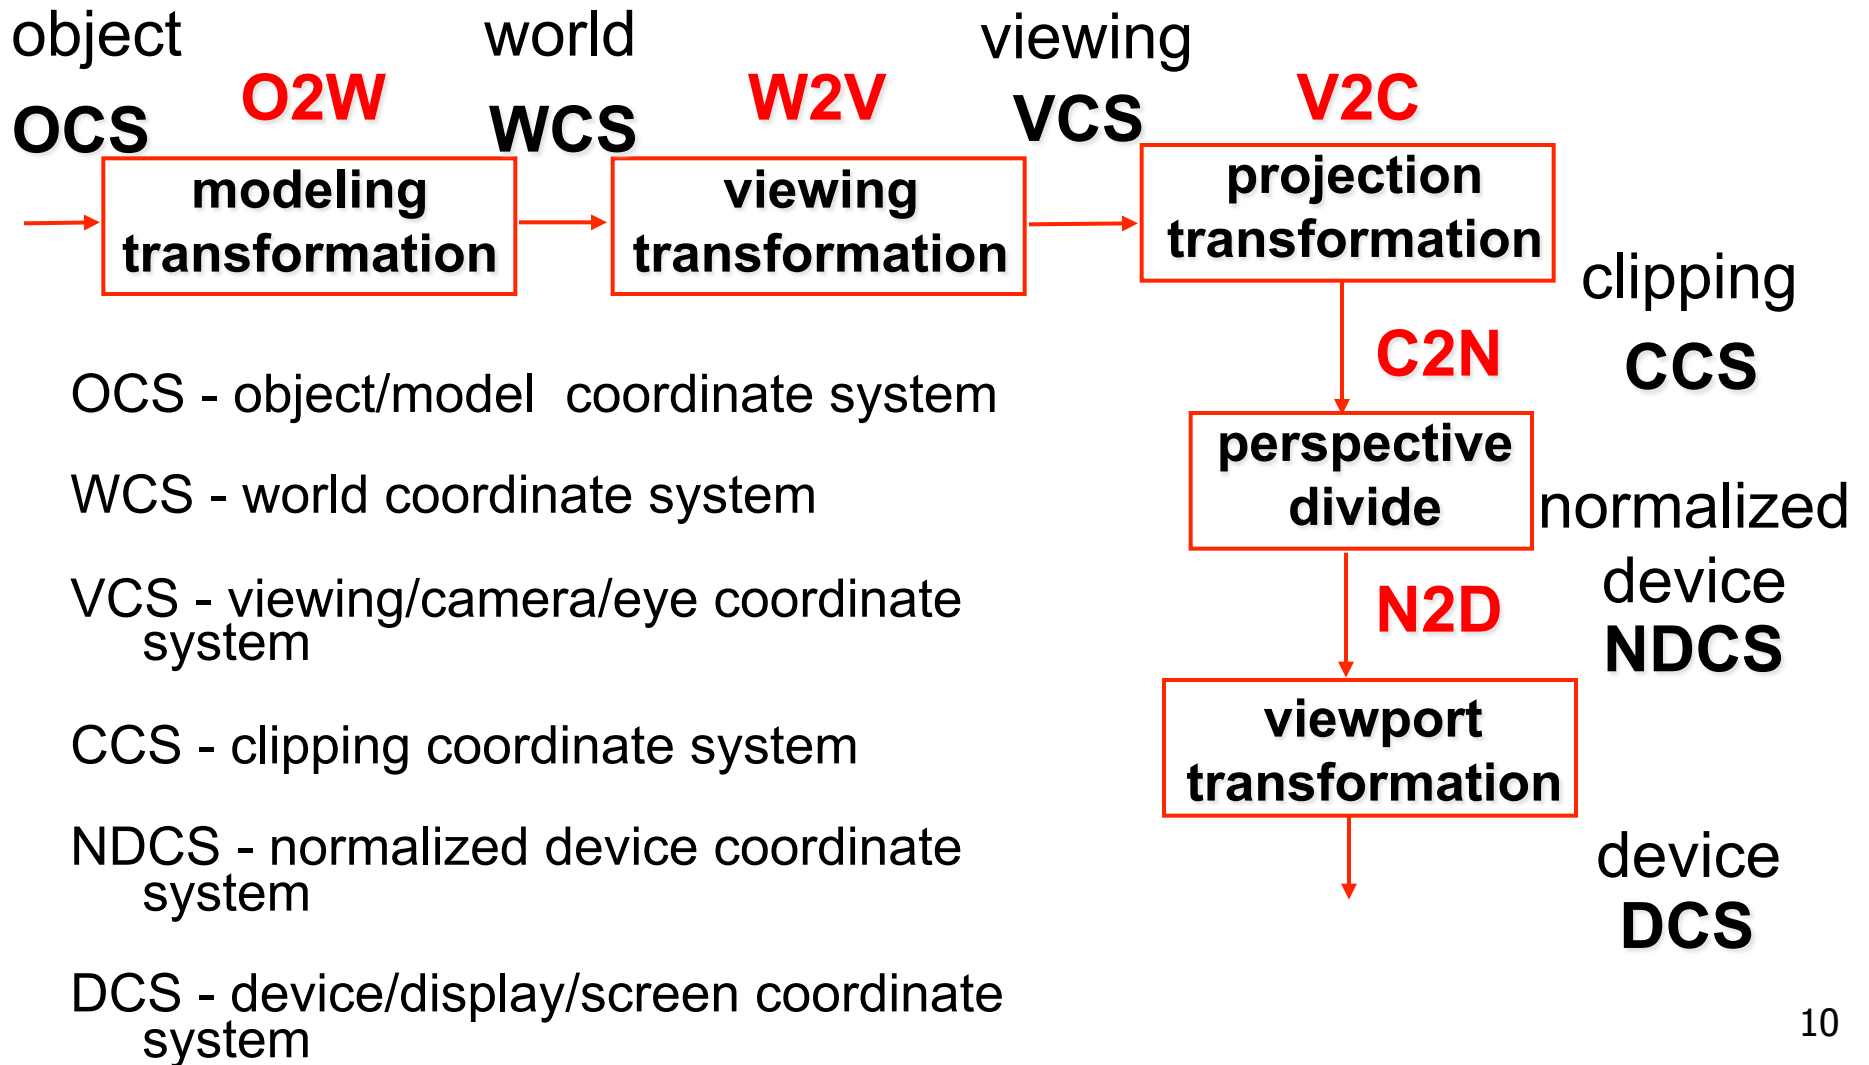 object
world
viewing
O2W
W2V
V2C
OCS
WCS
VCS
modeling
transformation
viewing
transformation
projection
transformation
clipping
CCS
C2N
perspective
divide
normalized
device
NDCS
N2D
viewport
transformation
device
DCS
OCS - object/model coordinate system
WCS - world coordinate system
VCS - viewing/camera/eye coordinate
system
CCS - clipping coordinate system
NDCS - normalized device coordinate
system
DCS - device/display/screen coordinate
system
10